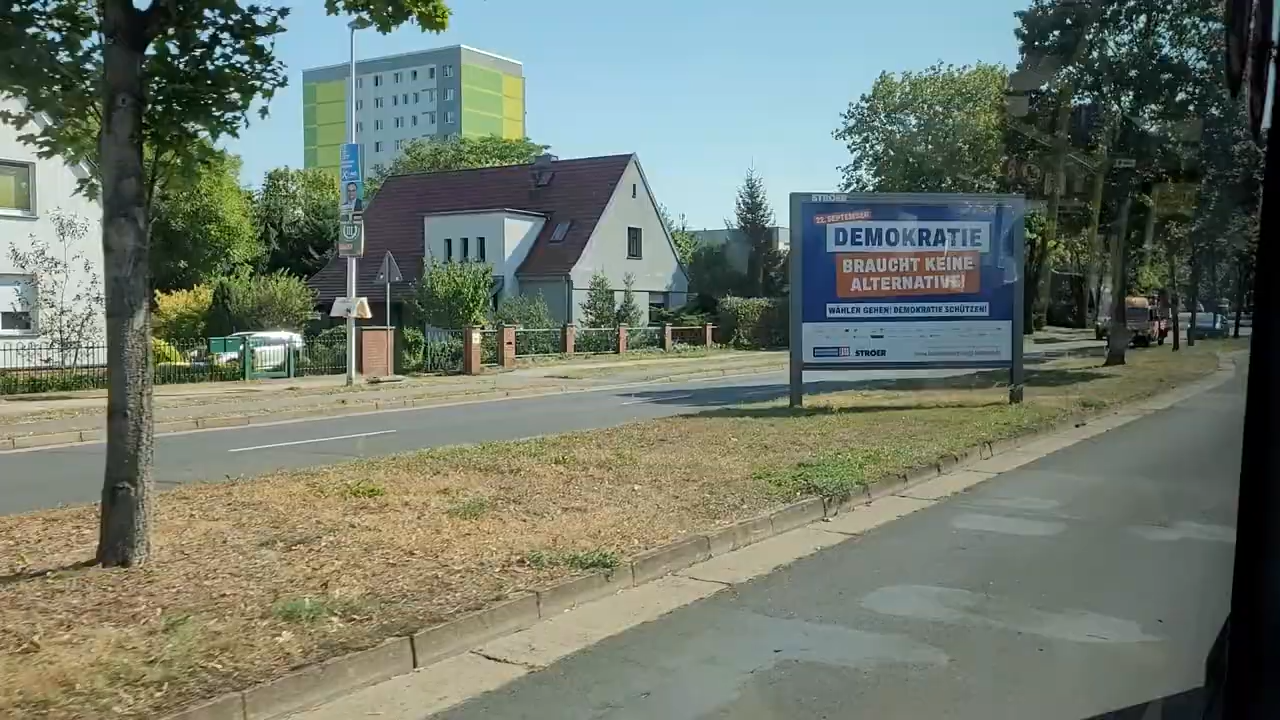 STRÖER
22. SEPTEMBER
DEMOKRATIE
BRAUCHT KEINE
ALTERNATIVE!
WÄHLEN GEHEN! DEMOKRATIE SCHÜTZEN!
STRÖER